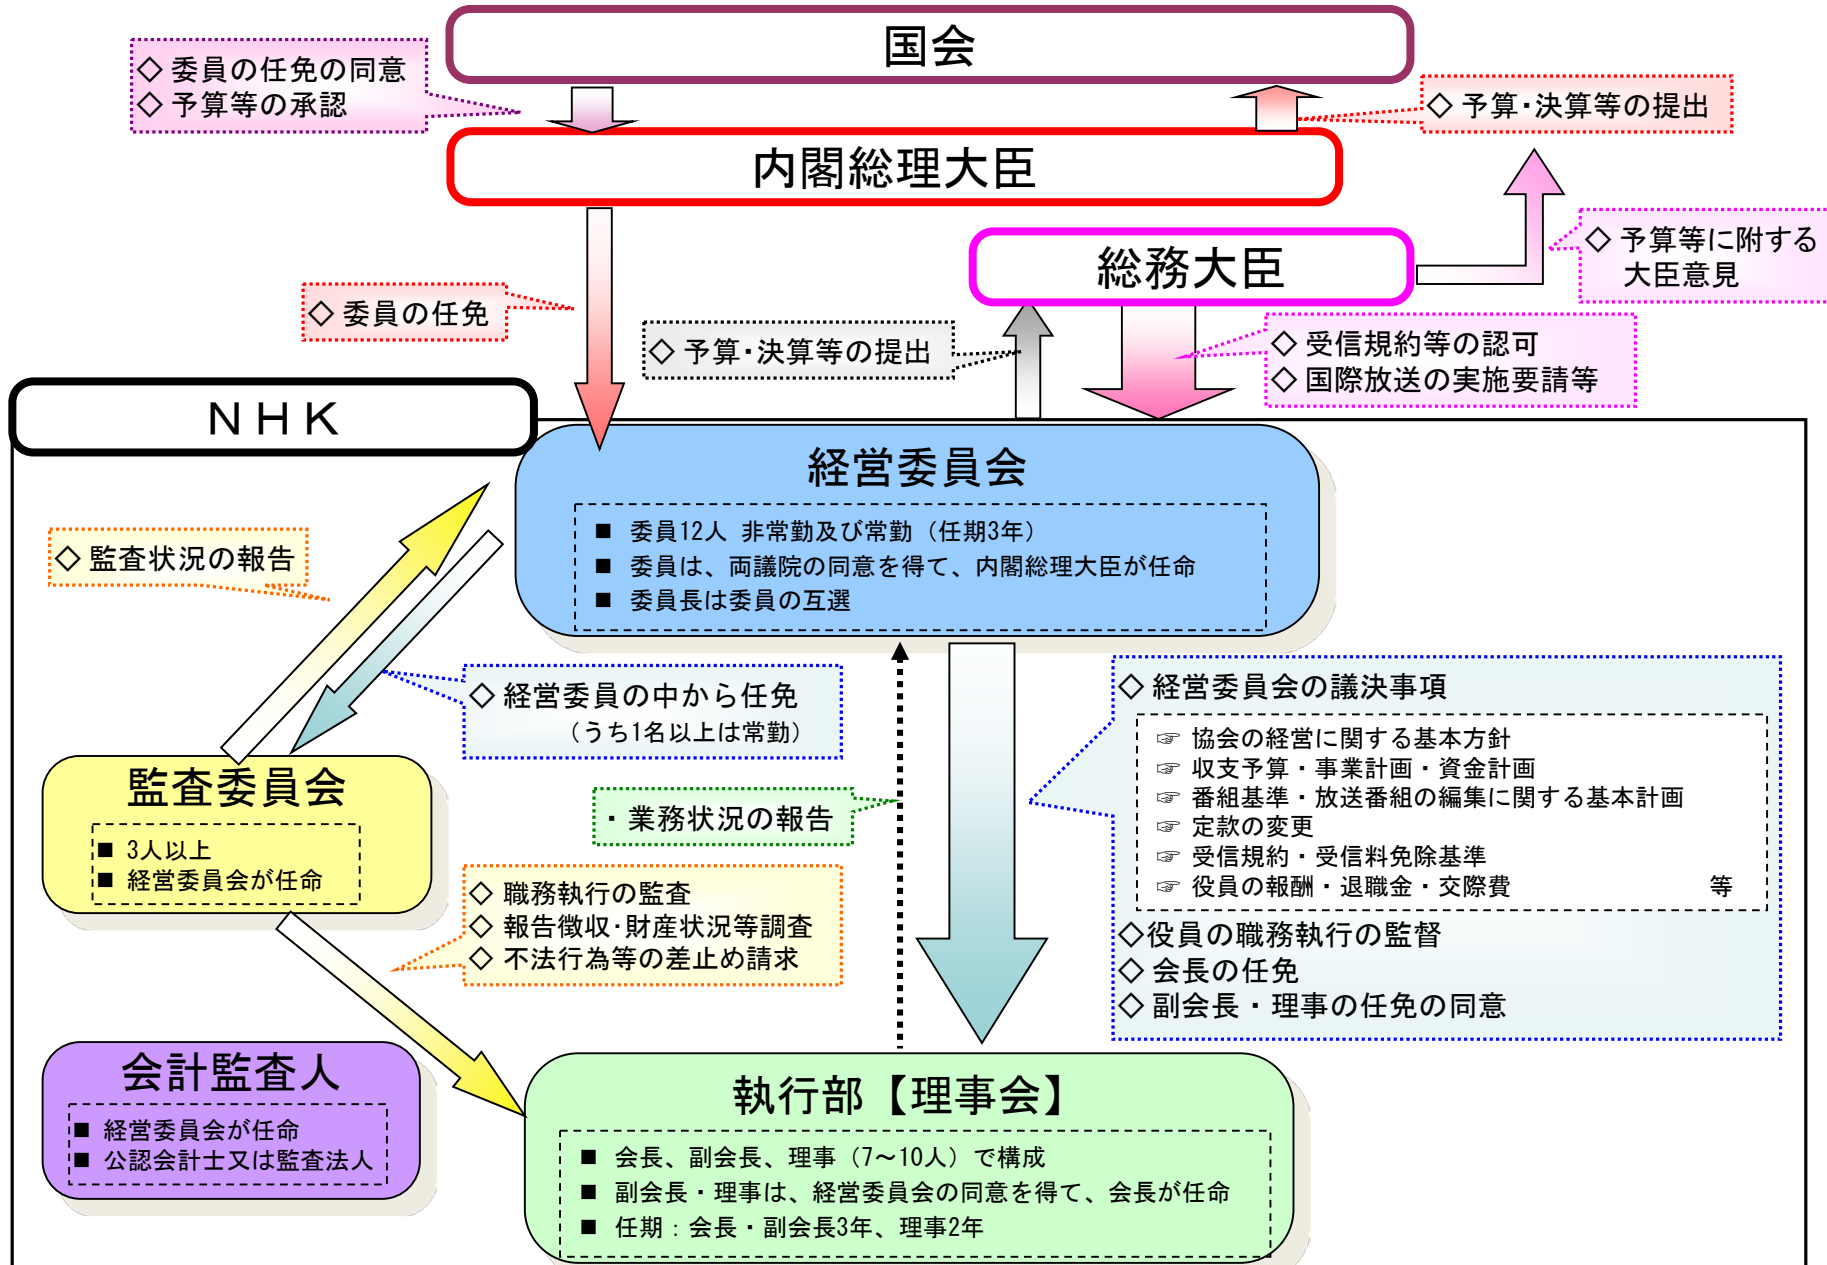 国会
◇ 委員の任免の同意
◇ 予算等の承認
◇ 予算・決算等の提出
内閣総理大臣
◇ 予算等に附する
大臣意見
総務大臣
◇ 委員の任免
◇ 予算・決算等の提出
◇ 受信規約等の認可
◇ 国際放送の実施要請等
ＮＨＫ
経営委員会
■ 委員12人 非常勤及び常勤（任期3年）
■ 委員は、両議院の同意を得て、内閣総理大臣が任命
■ 委員長は委員の互選
◇ 監査状況の報告
◇ 経営委員の中から任免
（うち1名以上は常勤）
◇ 経営委員会の議決事項
☞ 協会の経営に関する基本方針
☞ 収支予算・事業計画・資金計画
☞ 番組基準・放送番組の編集に関する基本計画
☞ 定款の変更
☞ 受信規約・受信料免除基準
☞ 役員の報酬・退職金・交際費 等
◇役員の職務執行の監督
◇ 会長の任免
◇ 副会長・理事の任免の同意
監査委員会
■ 3人以上
■ 経営委員会が任命
・業務状況の報告
◇ 職務執行の監査
◇ 報告徴収・財産状況等調査
◇ 不法行為等の差止め請求
会計監査人
■ 経営委員会が任命
■ 公認会計士又は監査法人
執行部【理事会】
■ 会長、副会長、理事（7～10人）で構成
■ 副会長・理事は、経営委員会の同意を得て、会長が任命
■ 任期：会長・副会長3年、理事2年